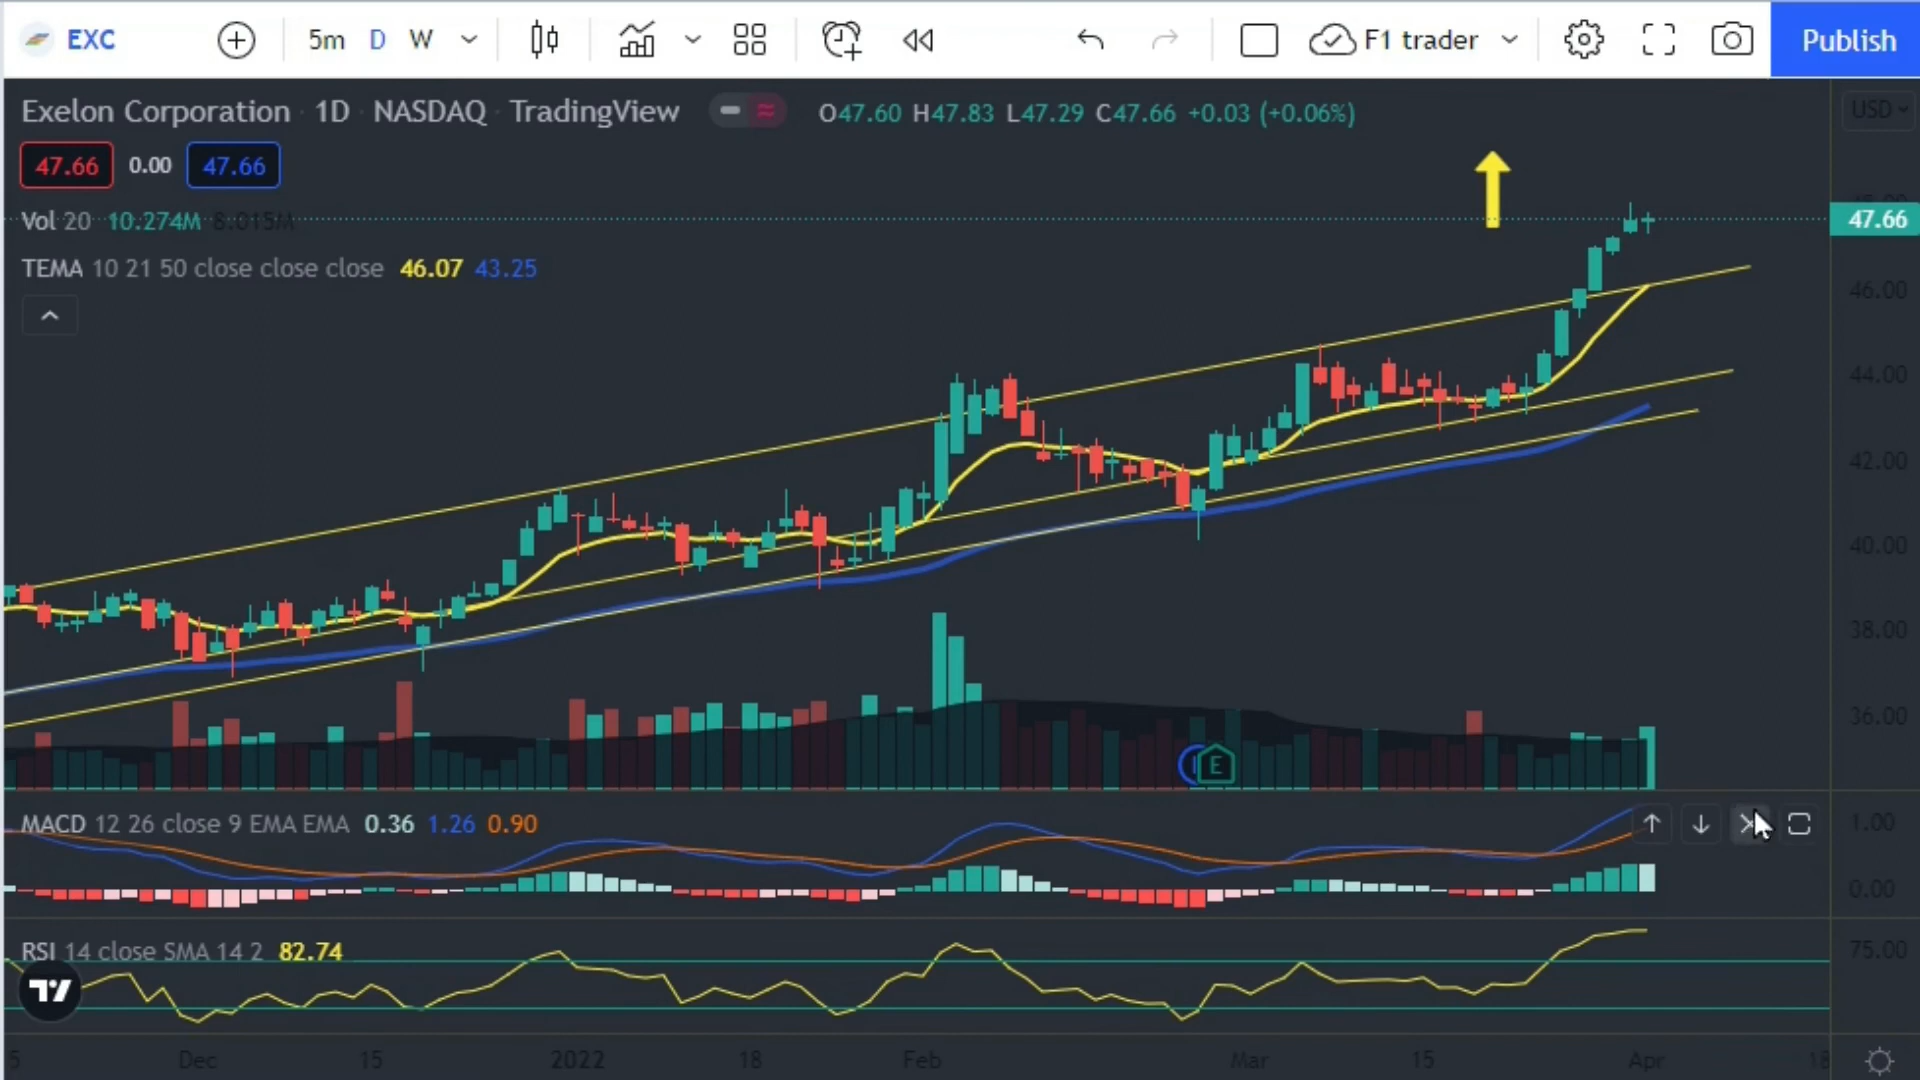 EXC 5m D W F1 trader Publish
Exelon Corporation · 1D · NASDAQ · TradingView O47.60 H47.83 L47.29 C47.66 +0.03 (+0.06%) USD
47.66 0.00 47.66
Vol 20 10.274M 8.015M
47.66
TEMA 10 21 50 close close close 46.07 43.25
46.00
44.00
42.00
40.00
38.00
36.00
E
MACD 12 26 close 9 EMA EMA 0.36 1.26 0.90
1.00
0.00
RSI 14 close SMA 14 2 82.74
75.00
Dec 15 2022 18 Feb Mar 15 Apr 18